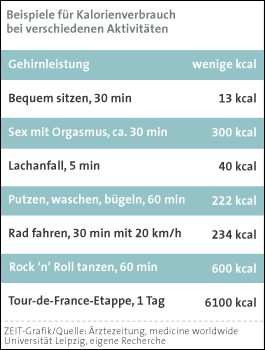 Beispiele für Kalorienverbrauch
bei verschiedenen Aktivitäten
Gehirnleistung wenige kcal
Bequem sitzen, 30 min 13 kcal
Sex mit Orgasmus, ca. 30 min 300 kcal
Lachanfall, 5 min 40 kcal
Putzen, waschen, bügeln, 60 min 222 kcal
Rad fahren, 30 min mit 20 km/h 234 kcal
Rock ’n’ Roll tanzen, 60 min 600 kcal
Tour-de-France-Etappe, 1 Tag 6100 kcal
ZEIT-Grafik/Quelle: Ärztezeitung, medicine worldwide
Universität Leipzig, eigene Recherche